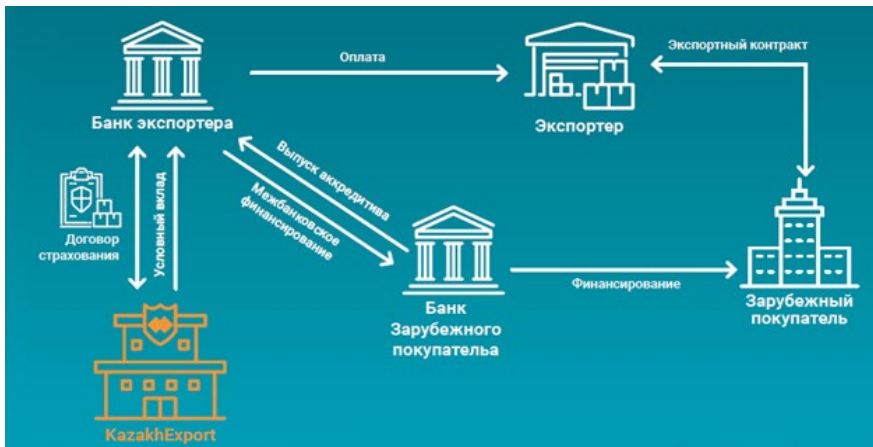 Оплата
Экспортный контракт
Банк экспортера
Экспортер
Выпуск аккредитива
Межбанковское
финансирование
Договор
страхования
Условный вклад
Финансирование
Банк
Зарубежного
покупательа
Зарубежный
покупатель
KazakhExport